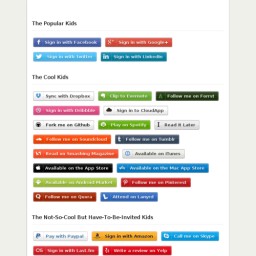 The Popular Kids
Sign in with Facebook
Sign in with Google+
Sign in with Twitter
Sign in with LinkedIn
The Cool Kids
Sync with Dropbox
Clip to Evernote
Follow me on Forrst
Sign in with Dribbble
Sign in to CloudApp
Fork me on Github
Play on Spotify
Read It Later
Follow me on Soundcloud
Follow me on Tumblr
Read on Smashing Magazine
Available on iTunes
Available on the App Store
Available on the Mac App Store
Available on Android Market
Follow me on Pinterest
Follow me on Quora
Attend on Lanyrd
The Not-So-Cool But Have-To-Be-Invited Kids
Pay with Paypal
Sign in with Amazon
Call me on Skype
Sign in with Last.fm
Write a review on Yelp